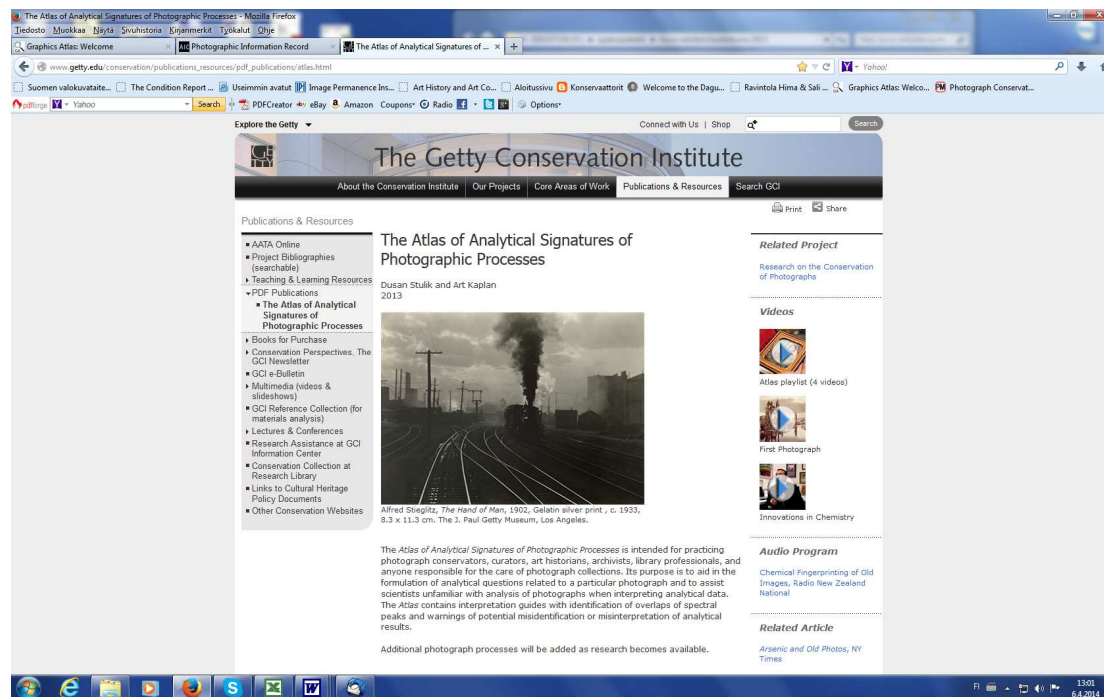 The Atlas of Analytical Signatures of Photographic Processes - Mozilla Firefox
Tiedosto Muokkaa Näytä Sivuhistoria Kirjanmerkit Työkalut Ohje
Graphics Atlas: Welcome
AIC Photographic Information Record
The Atlas of Analytical Signatures of ...
www.getty.edu/conservation/publications_resources/pdf_publications/atlas.html
Yahoo!
Suomen valokuvataite... The Condition Report ... Useimmin avatut Image Permanence Ins... Art History and Art Co... Aloitussivu Konservaattorit Welcome to the Dagu... Ravintola Hima & Sali ... Graphics Atlas: Welco... Photograph Conservat...
pdfforge Yahoo Search PDFCreator eBay Amazon Coupons Radio Options
Explore the Getty
Connect with Us | Shop
Search
The Getty Conservation Institute
About the Conservation Institute Our Projects Core Areas of Work Publications & Resources Search GCI
Print Share
Publications & Resources
AATA Online
Project Bibliographies
(searchable)
Teaching & Learning Resources
PDF Publications
The Atlas of Analytical
Signatures of
Photographic Processes
Books for Purchase
Conservation Perspectives, The
GCI Newsletter
GCI e-Bulletin
Multimedia (videos &
slideshows)
GCI Reference Collection (for
materials analysis)
Lectures & Conferences
Research Assistance at GCI
Information Center
Conservation Collection at
Research Library
Links to Cultural Heritage
Policy Documents
Other Conservation Websites
The Atlas of Analytical Signatures of
Photographic Processes
Dusan Stulik and Art Kaplan
2013
Alfred Stieglitz, The Hand of Man, 1902, Gelatin silver print , c. 1933,
8.3 x 11.3 cm. The J. Paul Getty Museum, Los Angeles.
The Atlas of Analytical Signatures of Photographic Processes is intended for practicing
photograph conservators, curators, art historians, archivists, library professionals, and
anyone responsible for the care of photograph collections. Its purpose is to aid in the
formulation of analytical questions related to a particular photograph and to assist
scientists unfamiliar with analysis of photographs when interpreting analytical data.
The Atlas contains interpretation guides with identification of overlaps of spectral
peaks and warnings of potential misidentification or misinterpretation of analytical
results.
Additional photograph processes will be added as research becomes available.
Related Project
Research on the Conservation
of Photographs
Videos
Atlas playlist (4 videos)
First Photograph
Innovations in Chemistry
Audio Program
Chemical Fingerprinting of Old
Images, Radio New Zealand
National
Related Article
Arsenic and Old Photos, NY
Times
FI
13:01
6.4.2014